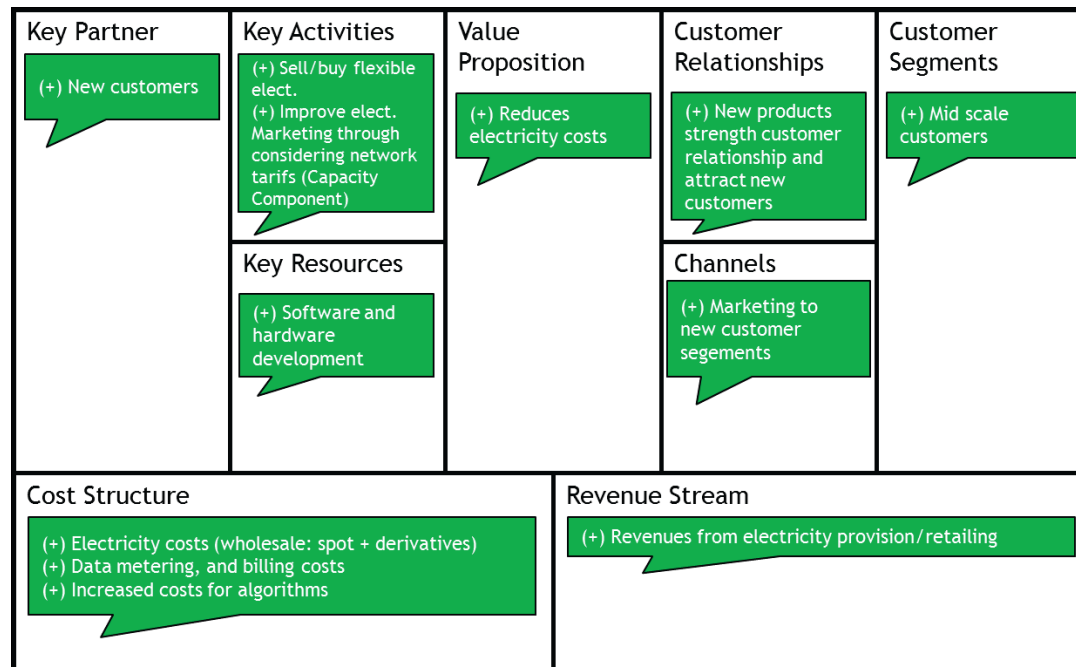 Key Partner
(+) New customers
Key Activities
(+) Sell/buy flexible
elect.
(+) Improve elect.
Marketing through
considering network
tarifs (Capacity
Component)
Key Resources
(+) Software and
hardware
development
Value
Proposition
(+) Reduces
electricity costs
Customer
Relationships
(+) New products
strength customer
relationship and
attract new
customers
Channels
(+) Marketing to
new customer
segements
Customer
Segments
(+) Mid scale
customers
Cost Structure
(+) Electricity costs (wholesale: spot + derivatives)
(+) Data metering, and billing costs
(+) Increased costs for algorithms
Revenue Stream
(+) Revenues from electricity provision/retailing